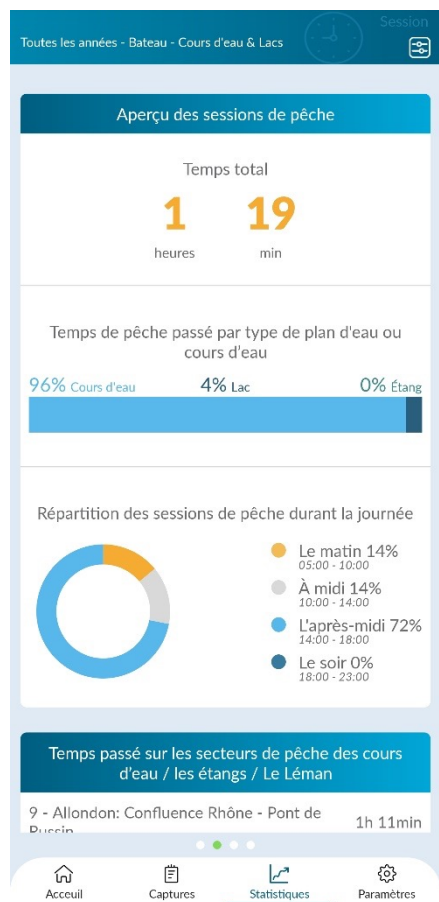 Session
Toutes les années - Bateau - Cours d'eau & Lacs
Aperçu des sessions de pêche
Temps total
1 19
heures min
Temps de pêche passé par type de plan d'eau ou
cours d'eau
96% Cours d'eau 4% Lac 0% Étang
Répartition des sessions de pêche durant la journée
Le matin 14%
05:00 - 10:00
À midi 14%
10:00 - 14:00
L'après-midi 72%
14:00 - 18:00
Le soir 0%
18:00 - 23:00
Temps passé sur les secteurs de pêche des cours
d'eau / les étangs / Le Léman
9 - Allondon: Confluence Rhône - Pont de
Russin
1h 11min
Acceuil Captures Statistiques Paramètres